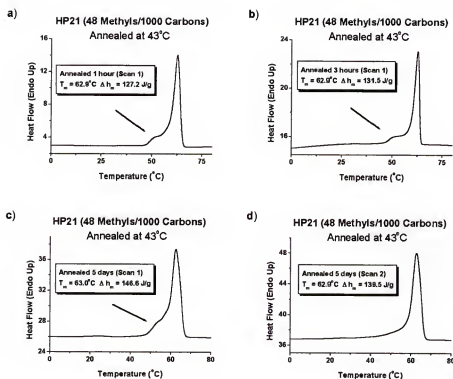 a)
HP21 (48 Methyls/1000 Carbons)
Annealed at 43°C
Annealed 1 hour (Scan 1)
Tm = 62.9°C Δ hm = 127.2 J/g
Heat Flow (Endo Up)
16
12
8
4
0 25 50 75
Temperature (°C)
b)
HP21 (48 Methyls/1000 Carbons)
Annealed at 43°C
Annealed 3 hours (Scan 1)
Tm = 62.9°C Δ hm = 131.5 J/g
Heat Flow (Endo Up)
24
20
16
0 25 50 75
Temperature (°C)
c)
HP21 (48 Methyls/1000 Carbons)
Annealed at 43°C
Annealed 5 days (Scan 1)
Tm = 63.0°C Δ hm = 146.6 J/g
Heat Flow (Endo Up)
36
32
28
24
0 20 40 60 80
Temperature (°C)
d)
HP21 (48 Methyls/1000 Carbons)
Annealed at 43°C
Annealed 5 days (Scan 2)
Tm = 62.9°C Δ hm = 139.5 J/g
Heat Flow (Endo Up)
48
44
40
36
0 20 40 60 80
Temperature (°C)